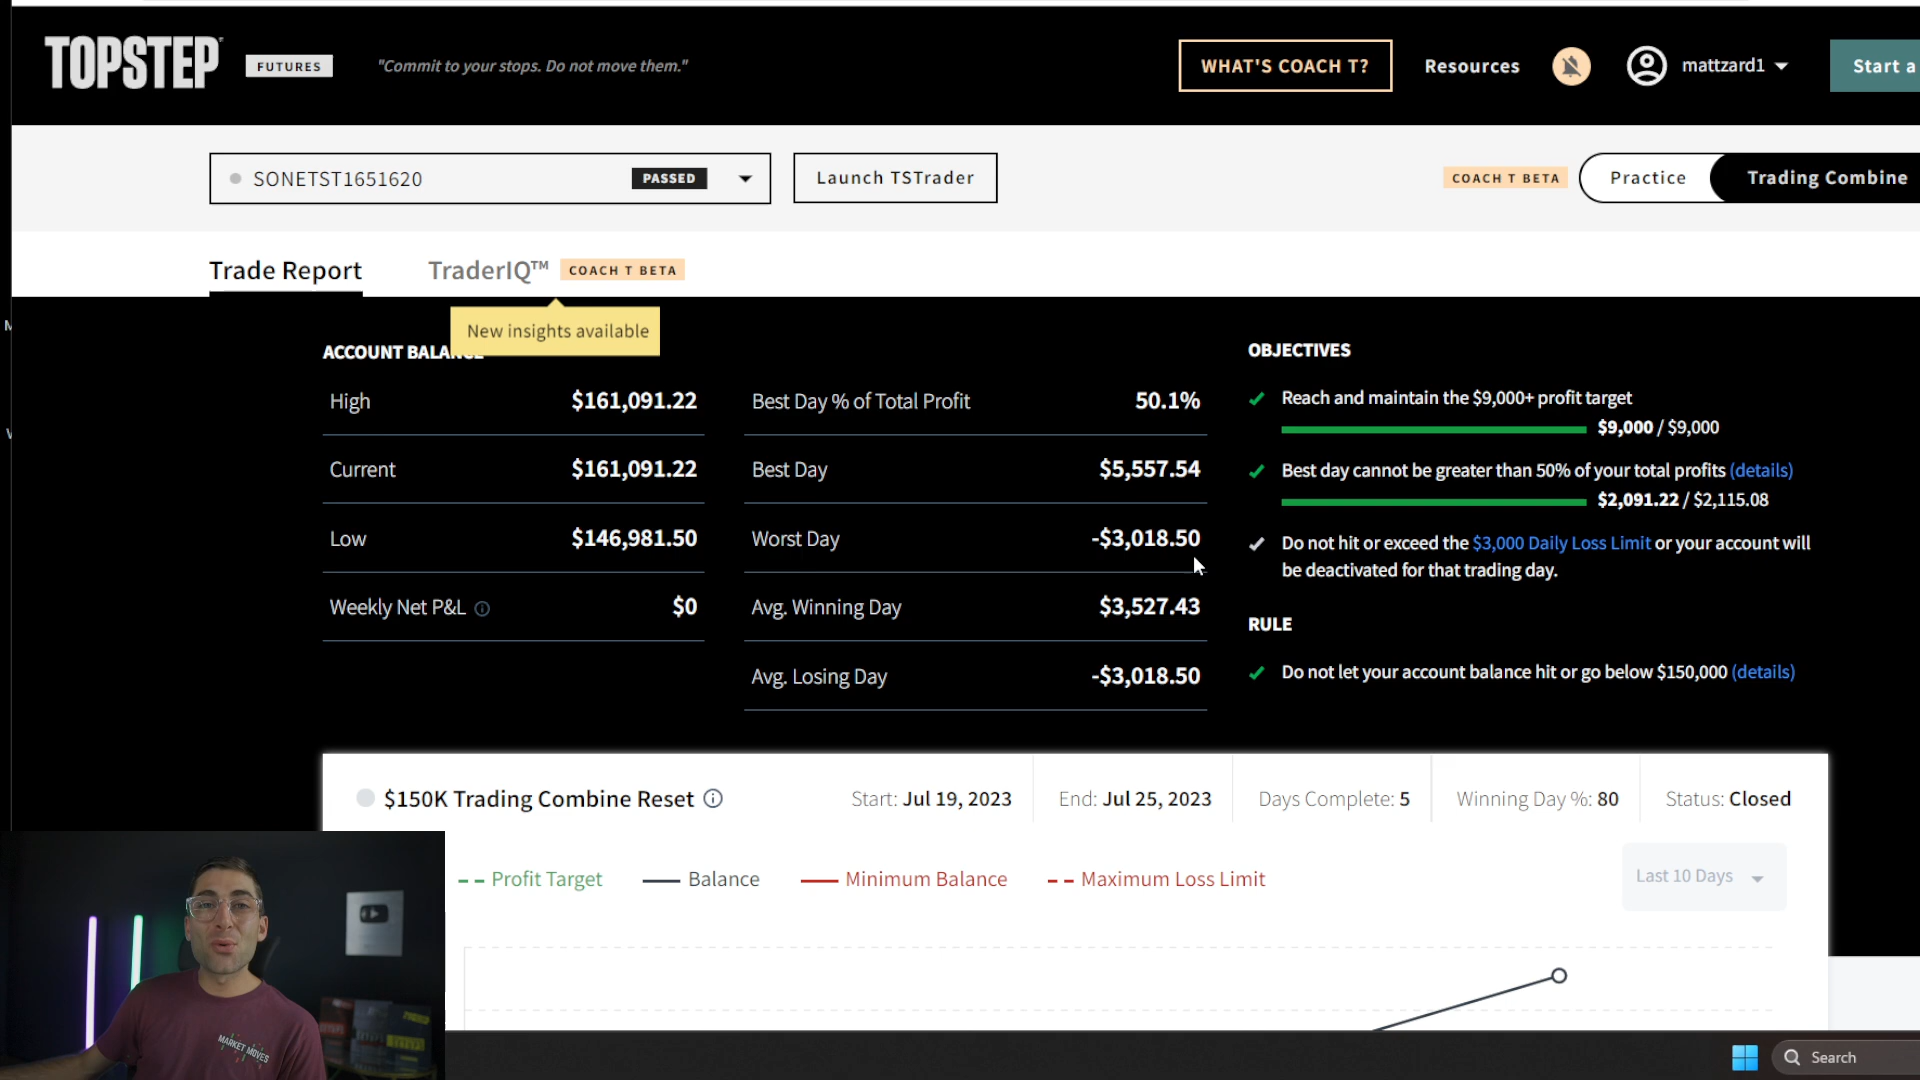 TOPSTEP
FUTURES
"Commit to your stops. Do not move them."
WHAT'S COACH T?
Resources
mattzard1
Start a
SONETST1651620
PASSED
Launch TSTrader
COACH T BETA
Practice
Trading Combine
Trade Report
TraderIQ™
COACH T BETA
New insights available
ACCOUNT BALANCE
High $161,091.22
Current $161,091.22
Low $146,981.50
Weekly Net P&L $0
Best Day % of Total Profit 50.1%
Best Day $5,557.54
Worst Day -$3,018.50
Avg. Winning Day $3,527.43
Avg. Losing Day -$3,018.50
OBJECTIVES
Reach and maintain the $9,000+ profit target
$9,000 / $9,000
Best day cannot be greater than 50% of your total profits (details)
$2,091.22 / $2,115.08
Do not hit or exceed the $3,000 Daily Loss Limit or your account will
be deactivated for that trading day.
RULE
Do not let your account balance hit or go below $150,000 (details)
$150K Trading Combine Reset
Start: Jul 19, 2023
End: Jul 25, 2023
Days Complete: 5
Winning Day %: 80
Status: Closed
Profit Target
Balance
Minimum Balance
Maximum Loss Limit
Last 10 Days
MARKET MOVES
Search